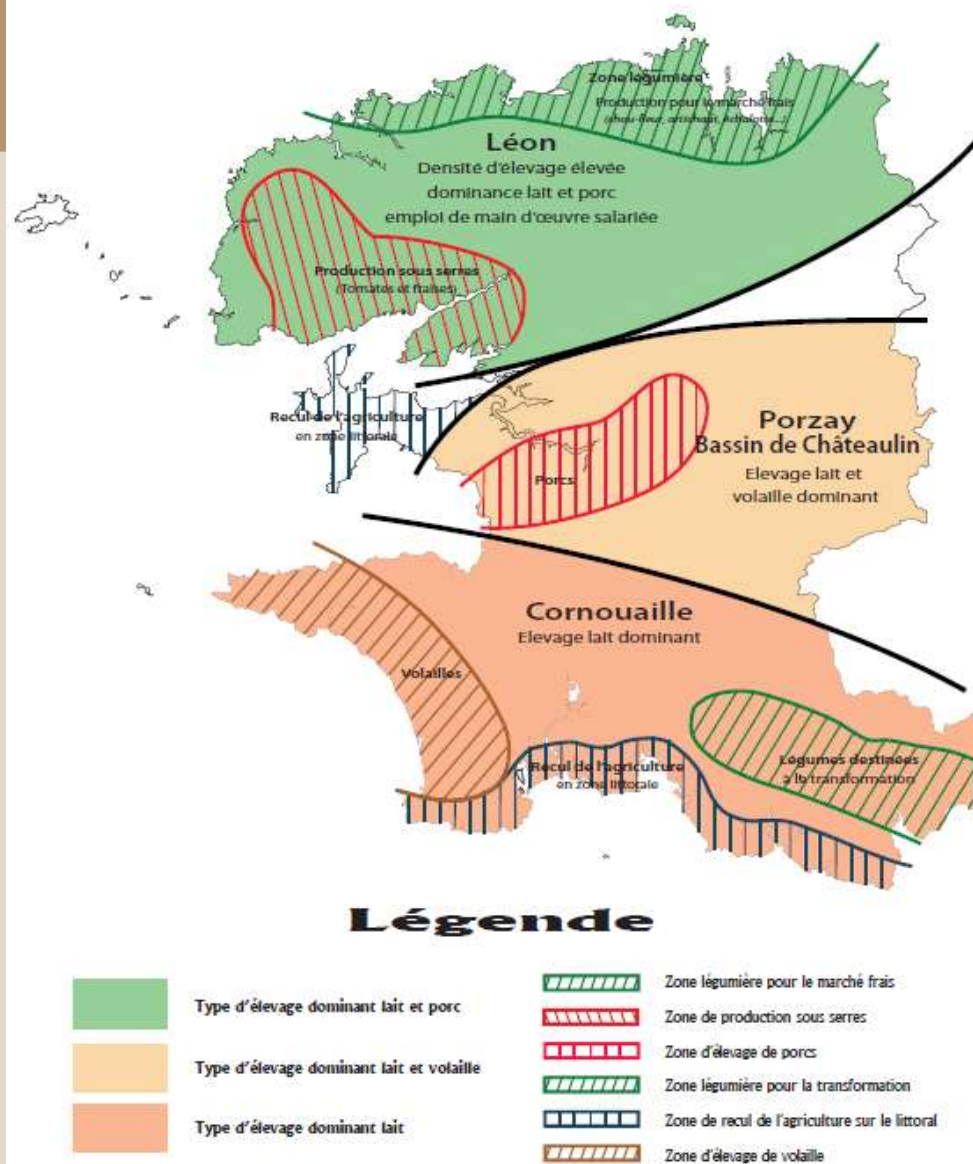 Zone légumière
Production pour le marché frais
(chou-fleur, artichaut, échalotte...)
Léon
Densité d'élevage élevée
dominance lait et porc
emploi de main d'œuvre salariée
Production sous serres
(Tomates et fraises)
Recul de l'agriculture
en zone littorale
Porzay
Bassin de Châteaulin
Elevage lait et
volaille dominant
Porcs
Cornouaille
Elevage lait dominant
Volailles
Recul de l'agriculture
en zone littorale
Légumes destinées
à la transformation
Légende
Type d'élevage dominant lait et porc
Type d'élevage dominant lait et volaille
Type d'élevage dominant lait
Zone légumière pour le marché frais
Zone de production sous serres
Zone d'élevage de porcs
Zone légumière pour la transformation
Zone de recul de l'agriculture sur le littoral
Zone d'élevage de volaille